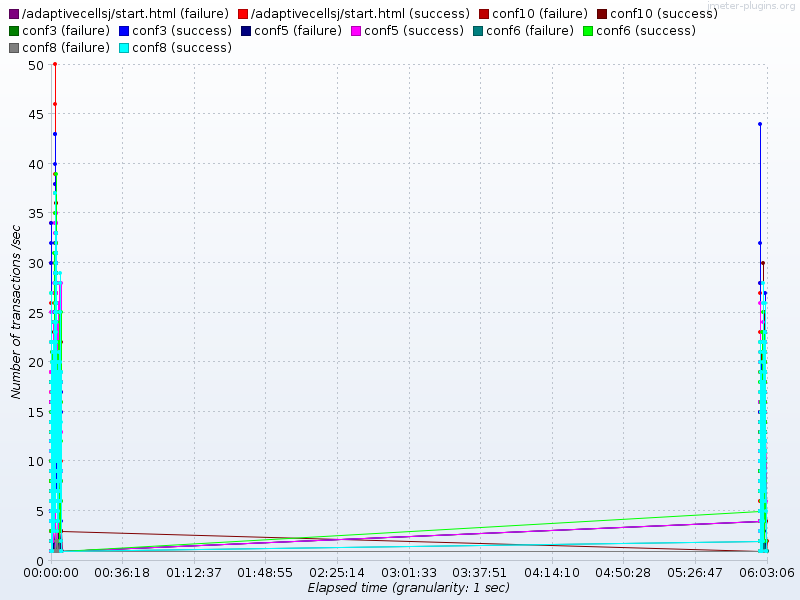 jmeter-plugins.org
/adaptivecellsj/start.html (failure) /adaptivecellsj/start.html (success) conf10 (failure) conf10 (success)
conf3 (failure) conf3 (success) conf5 (failure) conf5 (success) conf6 (failure) conf6 (success)
conf8 (failure) conf8 (success)
50
45
40
35
30
25
20
15
10
5
0
Number of transactions /sec
00:00:00 00:36:18 01:12:37 01:48:55 02:25:14 03:01:33 03:37:51 04:14:10 04:50:28 05:26:47 06:03:06
Elapsed time (granularity: 1 sec)